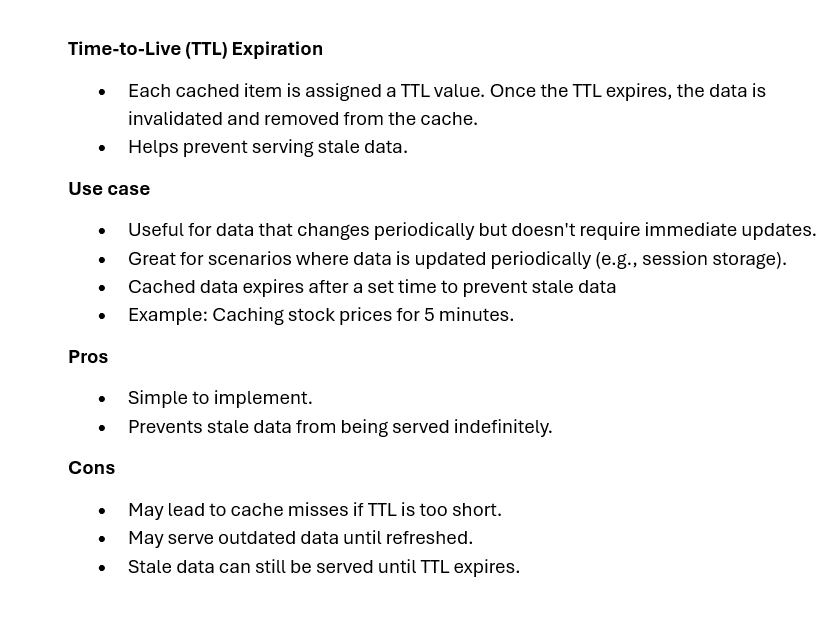 Time-to-Live (TTL) Expiration
• Each cached item is assigned a TTL value. Once the TTL expires, the data is
invalidated and removed from the cache.
• Helps prevent serving stale data.
Use case
• Useful for data that changes periodically but doesn't require immediate updates.
• Great for scenarios where data is updated periodically (e.g., session storage).
• Cached data expires after a set time to prevent stale data
• Example: Caching stock prices for 5 minutes.
Pros
• Simple to implement.
• Prevents stale data from being served indefinitely.
Cons
• May lead to cache misses if TTL is too short.
• May serve outdated data until refreshed.
• Stale data can still be served until TTL expires.